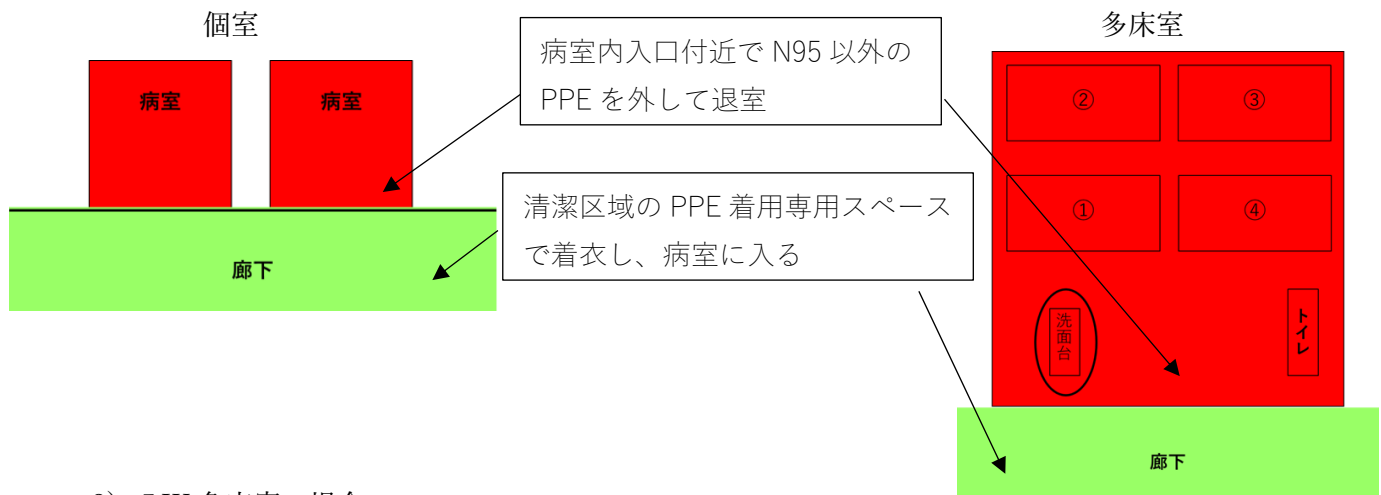 個室
病室
病室
廊下
病室内入口付近で N95 以外の
PPE を外して退室
清潔区域の PPE 着用専用スペース
で着衣し、病室に入る
多床室
②
③
①
④
洗面台
トイレ
廊下